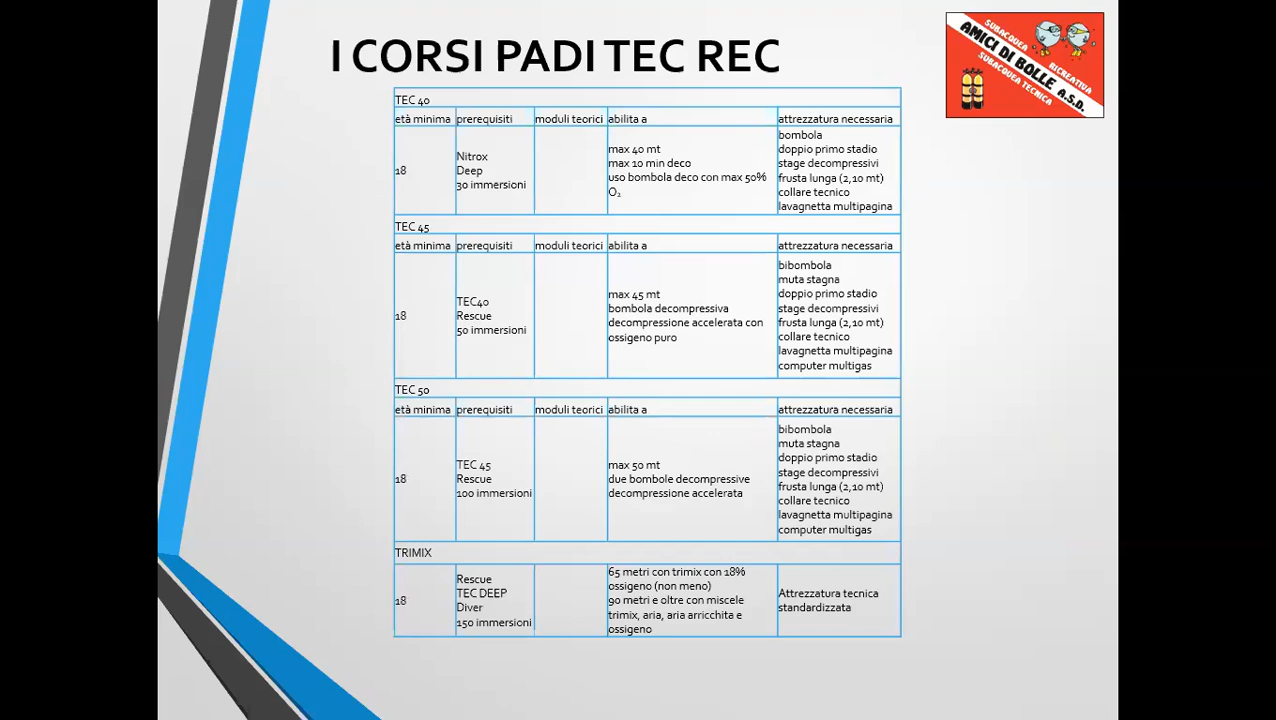 I CORSI PADI TEC REC
SUBACQUEA
RICREATIVA
AMICI DI BOLLE A.S.D.
SUBACQUEA TECNICA
TEC 40
età minima prerequisiti moduli teorici abilita a attrezzatura necessaria
18
Nitrox
Deep
30 immersioni
max 40 mt
max 10 min deco
uso bombola deco con max 50%
O₂
bombola
doppio primo stadio
stage decompressivi
frusta lunga (2,10 mt)
collare tecnico
lavagnetta multipagina
TEC 45
età minima prerequisiti moduli teorici abilita a attrezzatura necessaria
18
TEC40
Rescue
50 immersioni
max 45 mt
bombola decompressiva
decompressione accelerata con
ossigeno puro
bibombola
muta stagna
doppio primo stadio
stage decompressivi
frusta lunga (2,10 mt)
collare tecnico
lavagnetta multipagina
computer multigas
TEC 50
età minima prerequisiti moduli teorici abilita a attrezzatura necessaria
18
TEC 45
Rescue
100 immersioni
max 50 mt
due bombole decompressive
decompressione accelerata
bibombola
muta stagna
doppio primo stadio
stage decompressivi
frusta lunga (2,10 mt)
collare tecnico
lavagnetta multipagina
computer multigas
TRIMIX
18
Rescue
TEC DEEP
Diver
150 immersioni
65 metri con trimix con 18%
ossigeno (non meno)
90 metri e oltre con miscele
trimix, aria, aria arricchita e
ossigeno
Attrezzatura tecnica
standardizzata